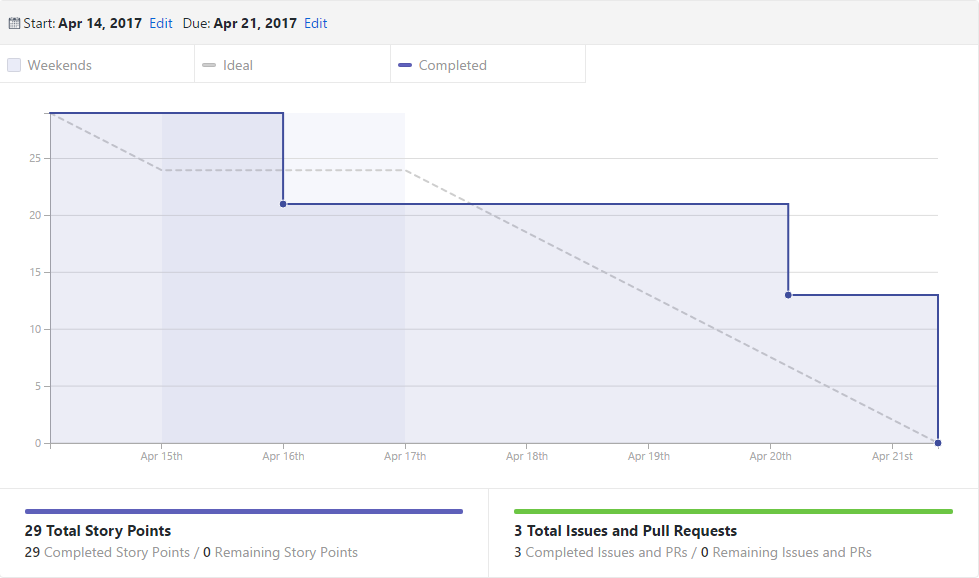 Start: Apr 14, 2017 Edit Due: Apr 21, 2017 Edit
Weekends Ideal Completed
25
20
15
10
5
0
Apr 15th Apr 16th Apr 17th Apr 18th Apr 19th Apr 20th Apr 21st
29 Total Story Points
29 Completed Story Points / 0 Remaining Story Points
3 Total Issues and Pull Requests
3 Completed Issues and PRs / 0 Remaining Issues and PRs